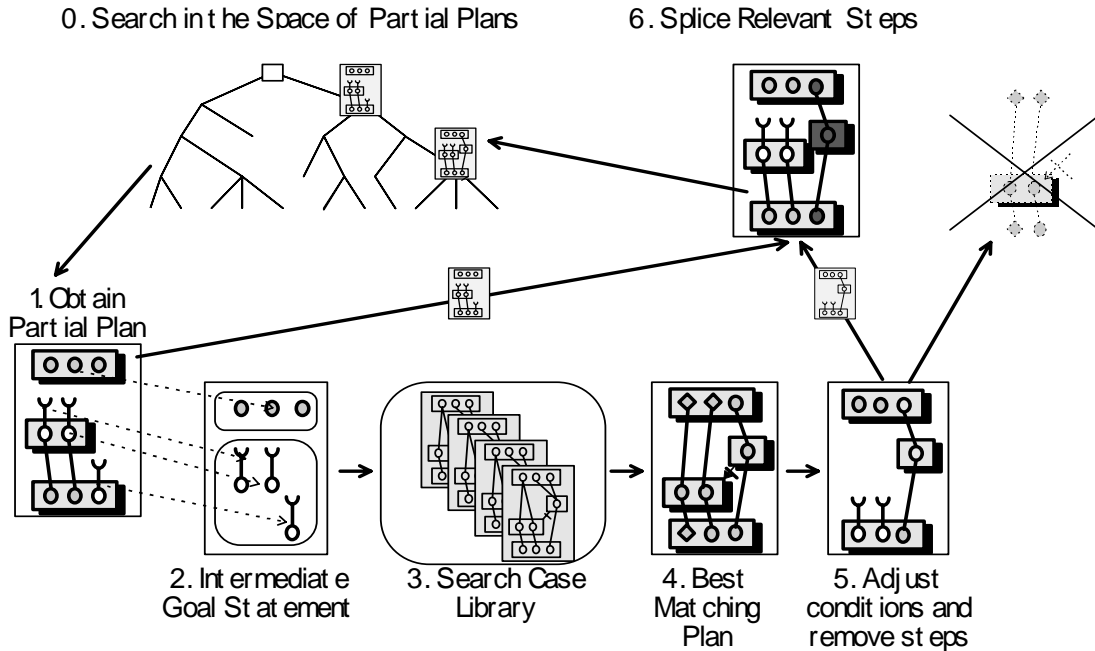 0. Search in the Space of Partial Plans
6. Splice Relevant Steps
1. Obtain
Partial Plan
2. Intermediate
Goal Statement
3. Search Case
Library
4. Best
Matching
Plan
5. Adjust
conditions and
remove steps